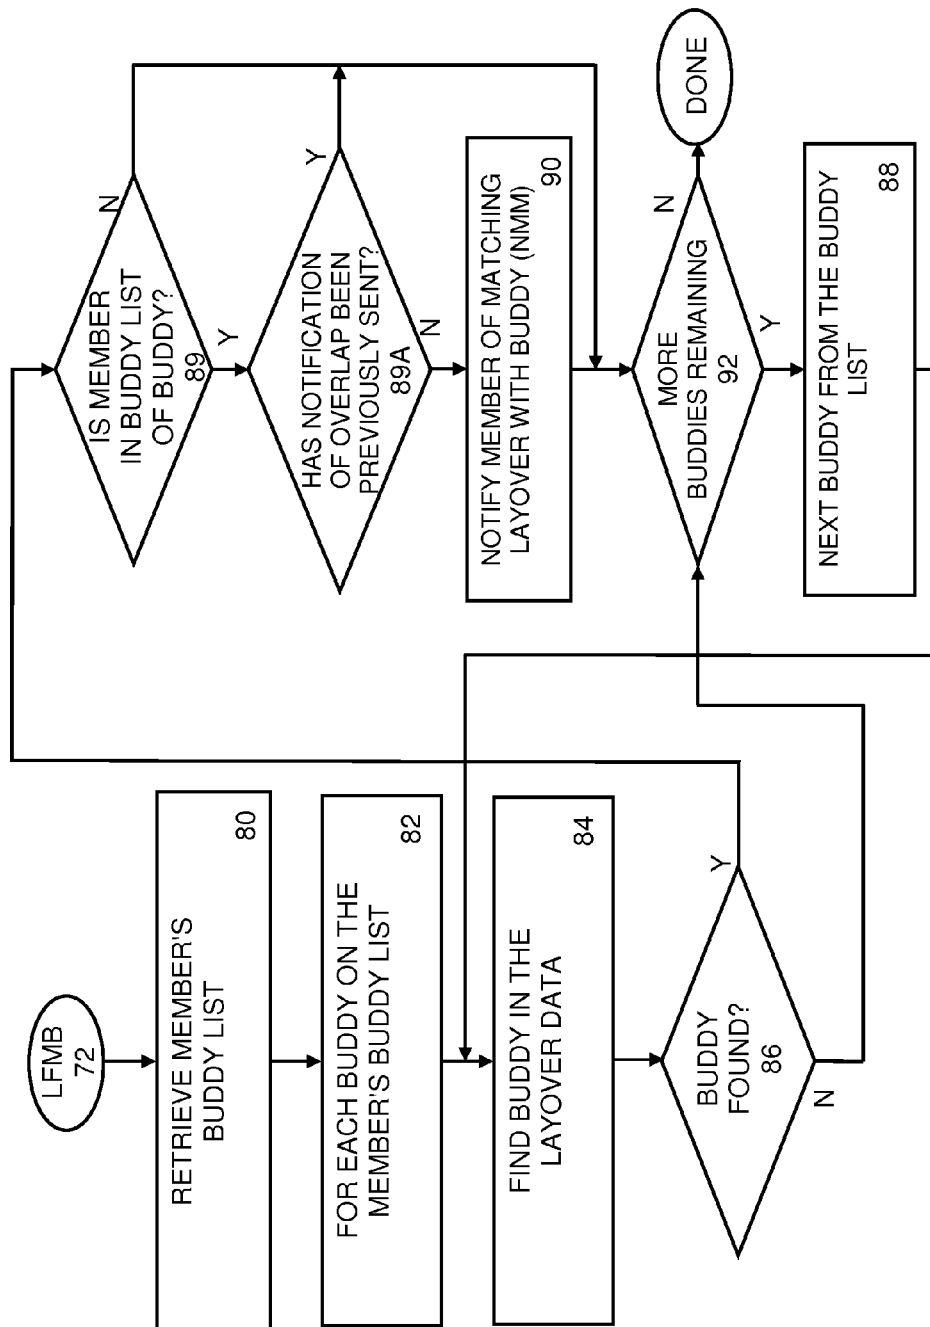 LFMB
72
RETRIEVE MEMBER'S
BUDDY LIST
80
FOR EACH BUDDY ON THE
MEMBER'S BUDDY LIST
82
FIND BUDDY IN THE
LAYOVER DATA
84
BUDDY
FOUND?
86
Y
N
IS MEMBER
IN BUDDY LIST
OF BUDDY?
89
N
Y
HAS NOTIFICATION
OF OVERLAP BEEN
PREVIOUSLY SENT?
89A
Y
N
NOTIFY MEMBER OF MATCHING
LAYOVER WITH BUDDY (NMM)
90
MORE
BUDDIES REMAINING
92
N
DONE
Y
NEXT BUDDY FROM THE BUDDY
LIST
88